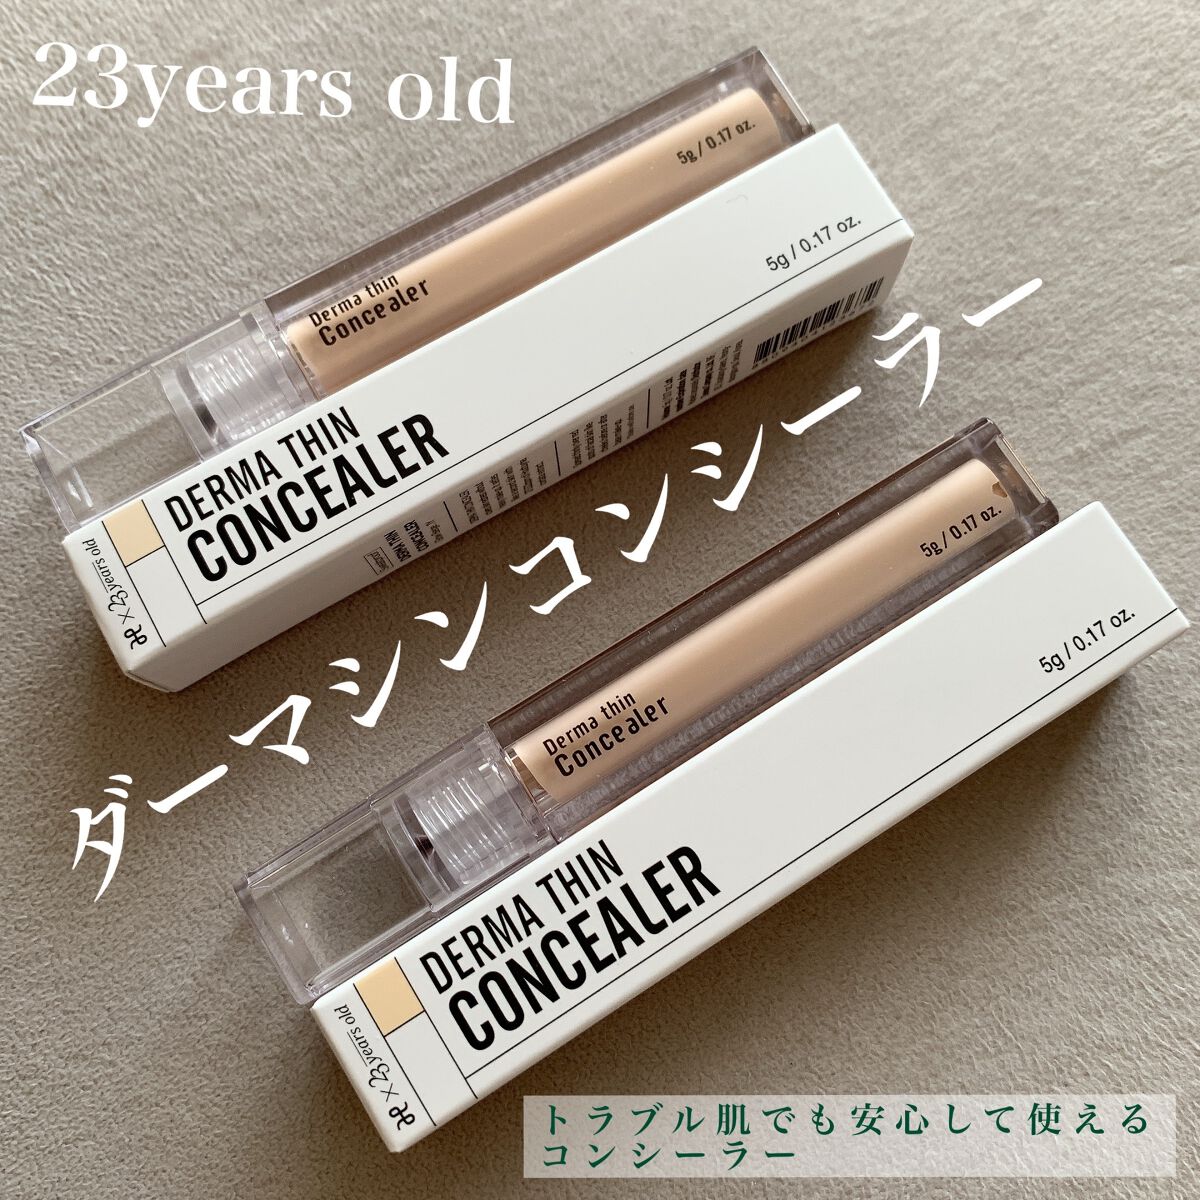 23years old
5g / 0.17 oz.
Derma thin
Concealer
5g / 0.17 oz.
DERMA THIN
CONCEALER
× 23years old
DERMA THIN
CONCEALER
ダーマシンコンシーラー
5g / 0.17 oz.
Derma thin
Concealer
5g / 0.17 oz.
DERMA THIN
CONCEALER
× 23years old
トラブル肌でも安心して使える
コンシーラー